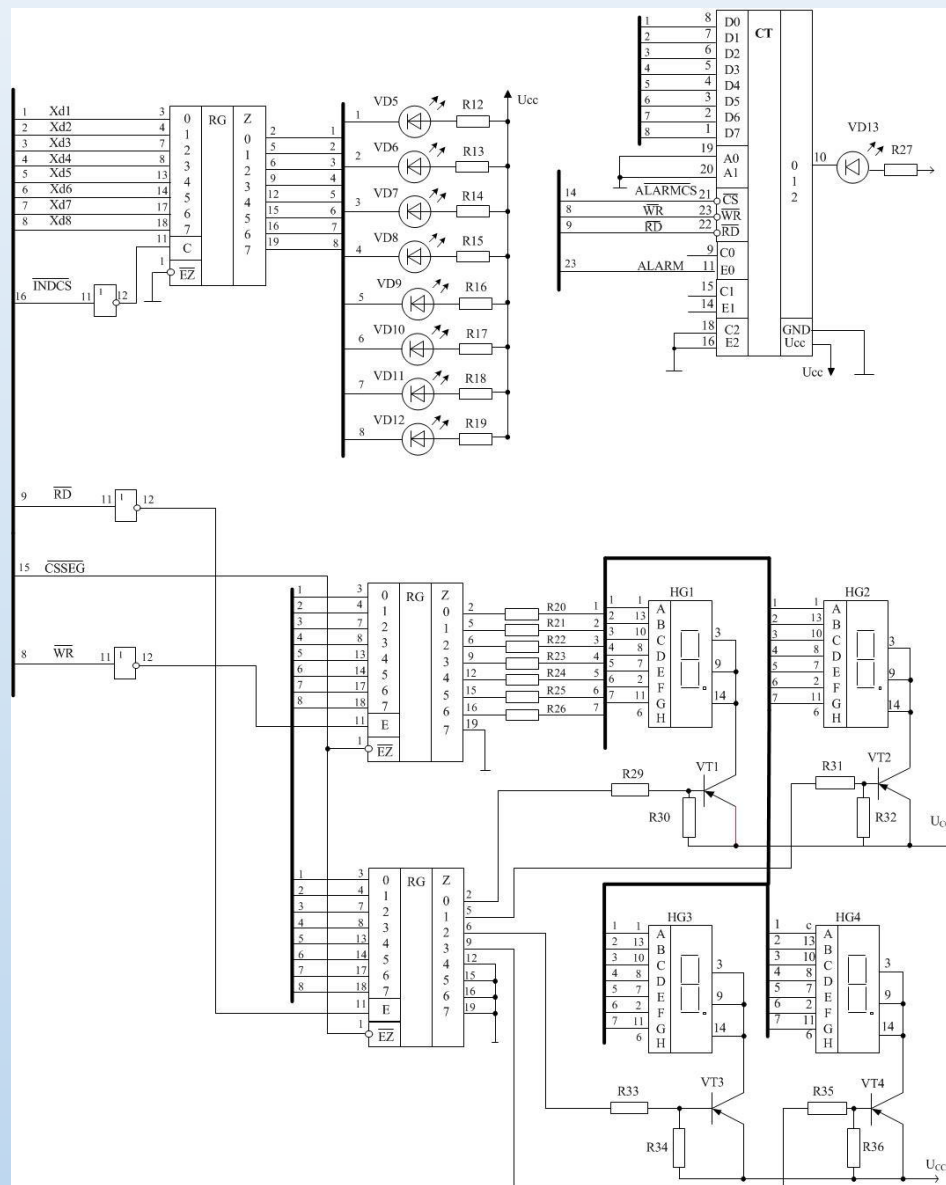 1 Xd1 3 0 RG Z
2 Xd2 4 1 0 2 1
3 Xd3 7 2 1 5 2
4 Xd4 8 3 2 6 3
5 Xd5 13 4 3 9 4
6 Xd6 14 5 4 12 5
7 Xd7 17 6 5 15 6
8 Xd8 18 7 6 16 7
11 C 7 19 8
1 EZ
16 INDCS 11 1 12
Ucc
1 VD5 R12
2 VD6 R13
3 VD7 R14
4 VD8 R15
5 VD9 R16
6 VD10 R17
7 VD11 R18
8 VD12 R19
1 8 D0 CT
2 7 D1
3 6 D2
4 5 D3
5 4 D4
6 3 D5
7 2 D6
8 1 D7
19 A0
20 A1
14 ALARMCS 21 CS
8 WR 23 WR
9 RD 22 RD
9 C0
23 ALARM 11 E0
15 C1
14 E1
18 C2
16 E2
0 10
1
2
VD13 R27
GND
Ucc
Ucc
9 RD 11 1 12
15 CSSEG
8 WR 11 1 12
1 3 0 RG Z
2 4 1 0 2 R20 1
3 7 2 1 5 R21 2
4 8 3 2 6 R22 3
5 13 4 3 9 R23 4
6 14 5 4 12 R24 5
7 17 6 5 15 R25 6
8 18 7 6 16 R26 7
11 E 7 19
1 EZ
HG1
1 1 A
2 13 B
3 10 C
4 8 D
5 7 E
6 2 F
7 11 G
6 H
3
9
14
HG2
1 1 A
2 13 B
3 10 C
4 8 D
5 7 E
6 2 F
7 11 G
6 H
3
9
14
R29 VT1
R30
R31 VT2
R32
1 3 0 RG Z
2 4 1 0 2
3 7 2 1 5
4 8 3 2 6
5 13 4 3 9
6 14 5 4 12
7 17 6 5 15
8 18 7 6 16
11 E 7 19
1 EZ
HG3
1 1 A
2 13 B
3 10 C
4 8 D
5 7 E
6 2 F
7 11 G
6 H
3
9
14
HG4
1 c A
2 13 B
3 10 C
4 8 D
5 7 E
6 2 F
7 11 G
6 H
3
9
14
R33 VT3
R34
R35 VT4
R36
U